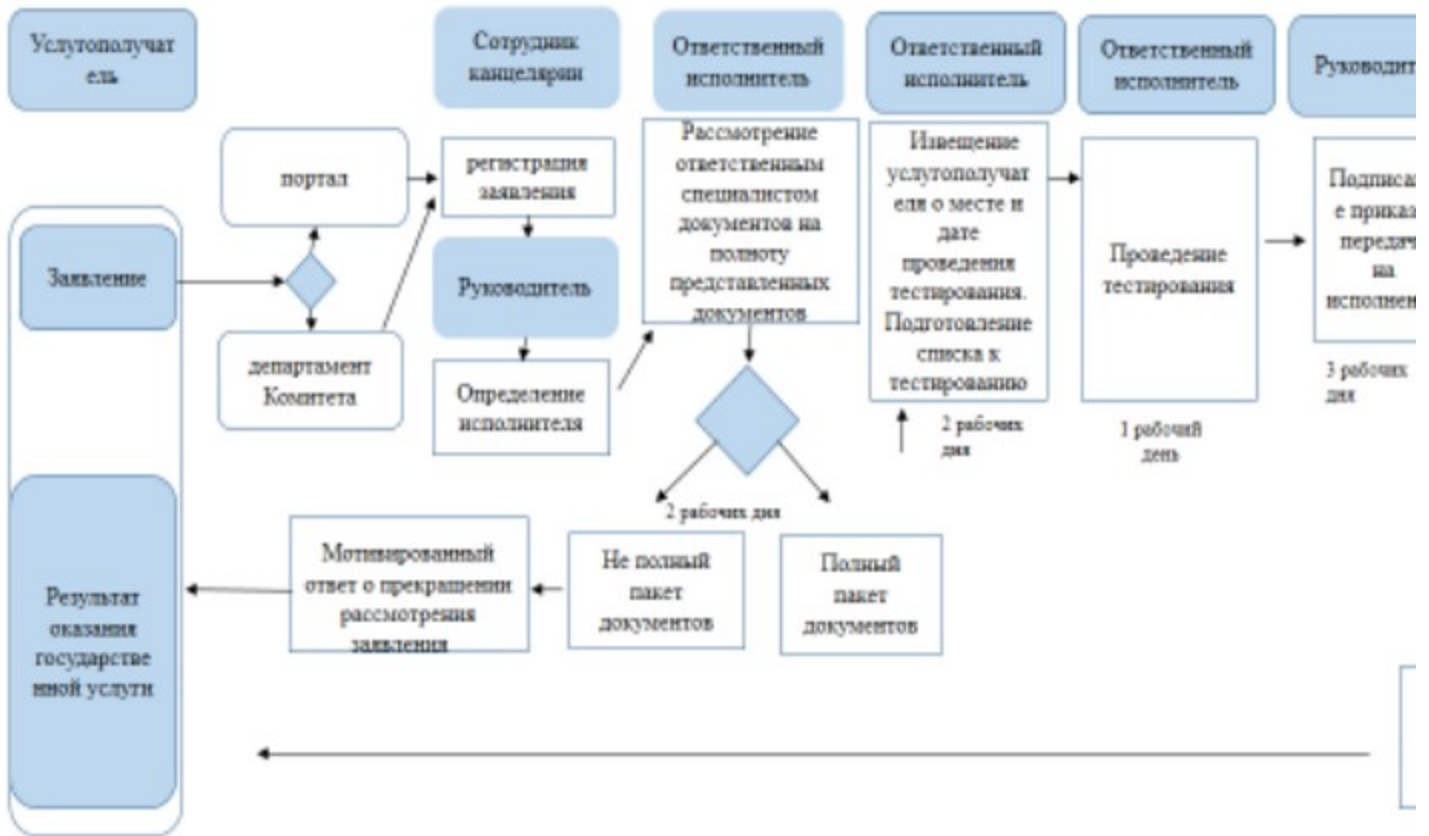 Услугополучат
ель
Сотрудник
канцелярии
Ответственный
исполнитель
Ответственный
исполнитель
Ответственный
исполнитель
Заявление
портал
департамент
Комитета
регистрация
заявления
Руководитель
Определение
исполнителя
Рассмотрение
ответственным
специалистом
документов на
полноту
представленных
документов
Извещение
услугополучат
еля о месте и
дате
проведения
тестирования.
Подготовление
списка к
тестированию
2 рабочих
дня
Проведение
тестирования
1 рабочий
день
е
на
3 рабочих
дня
2 рабочих дня
Не полный
пакет
документов
Полный
пакет
документов
Мотивированный
ответ о прекращении
рассмотрения
заявления
Результат
оказания
государстве
нной услуги